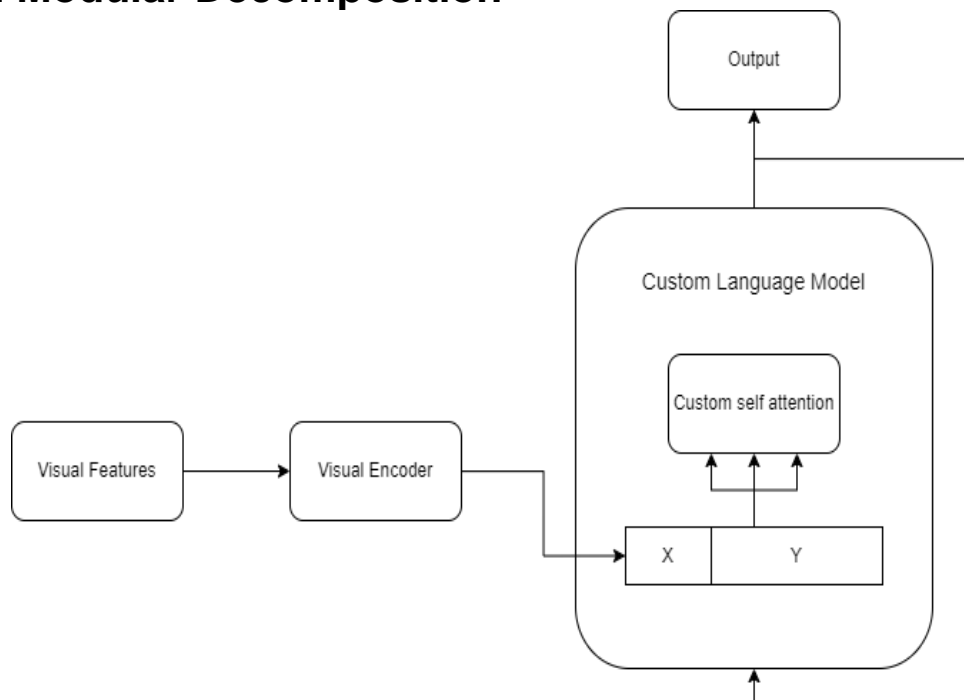 Modular Decomposition
Output
Custom Language Model
Custom self attention
Visual Features
Visual Encoder
X
Y